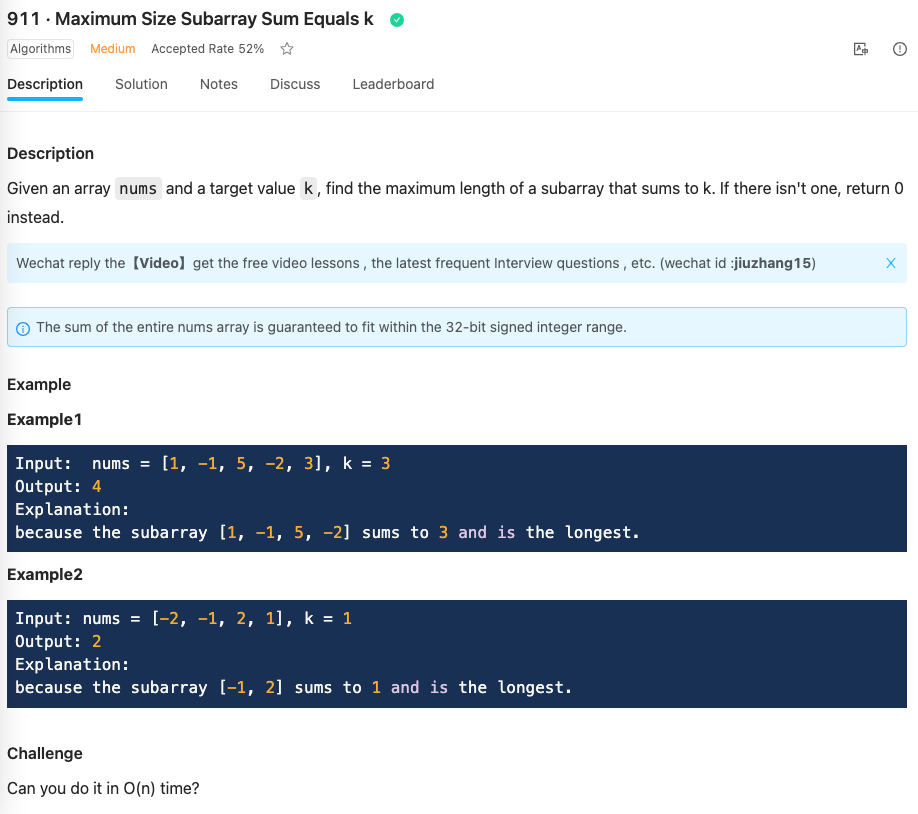 911 · Maximum Size Subarray Sum Equals k
Algorithms Medium Accepted Rate 52%
Description Solution Notes Discuss Leaderboard
Description
Given an array nums and a target value k, find the maximum length of a subarray that sums to k. If there isn't one, return 0
instead.
Wechat reply the【Video】get the free video lessons , the latest frequent Interview questions , etc. (wechat id :jiuzhang15) X
The sum of the entire nums array is guaranteed to fit within the 32-bit signed integer range.
Example
Example1
Input:  nums = [1, -1, 5, -2, 3], k = 3
Output: 4
Explanation:
because the subarray [1, -1, 5, -2] sums to 3 and is the longest.
Example2
Input: nums = [-2, -1, 2, 1], k = 1
Output: 2
Explanation:
because the subarray [-1, 2] sums to 1 and is the longest.
Challenge
Can you do it in O(n) time?